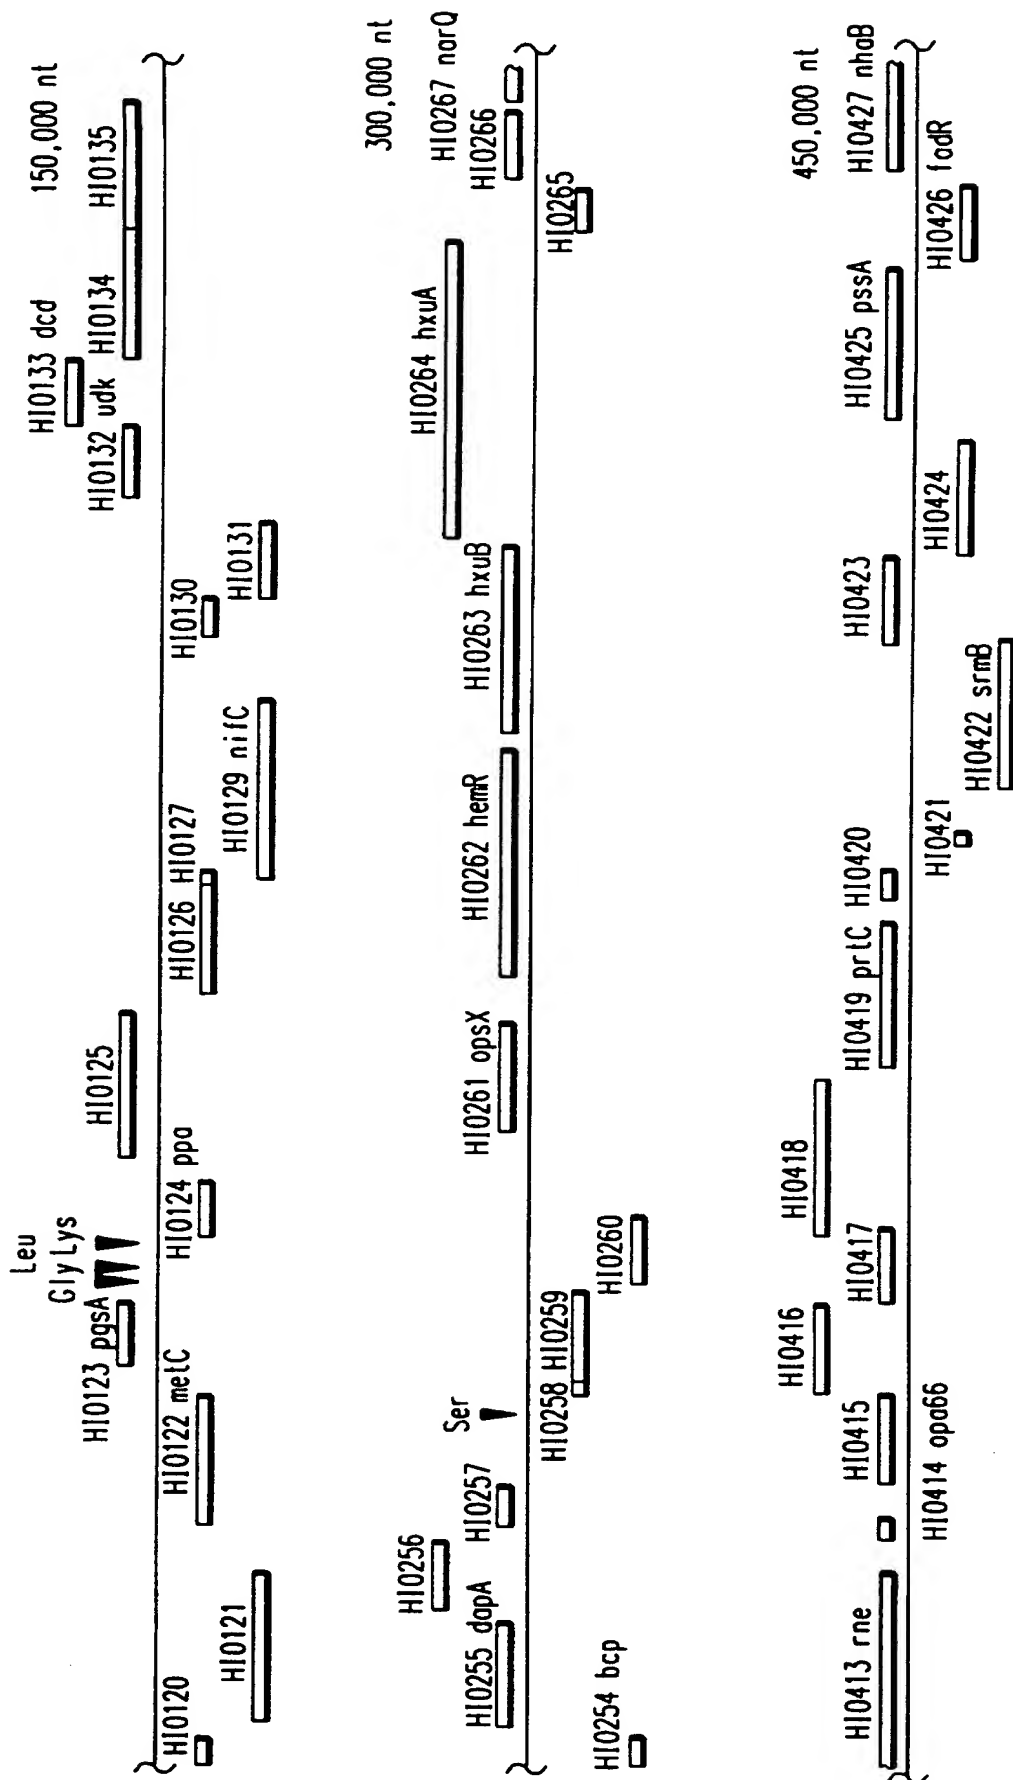 150,000 nt
HI0120
HI0121
HI0122 metC
HI0123 pgsA
Gly Lys
Leu
HI0124 ppa
HI0125
HI0126
HI0127
HI0129 nifC
HI0130
HI0131
HI0132 udk
HI0133 dcd
HI0134
HI0135
300,000 nt
HI0254 bcp
HI0255 dapA
HI0256
HI0257
Ser
HI0258
HI0259
HI0260
HI0261 opsX
HI0262 hemR
HI0263 hxuB
HI0264 hxuA
HI0265
HI0266
HI0267 narQ
450,000 nt
HI0413 rne
HI0414 opa66
HI0415
HI0416
HI0417
HI0418
HI0419 prtC
HI0420
HI0421
HI0422 srmB
HI0423
HI0424
HI0425 pssA
HI0426 fadR
HI0427 nhaB